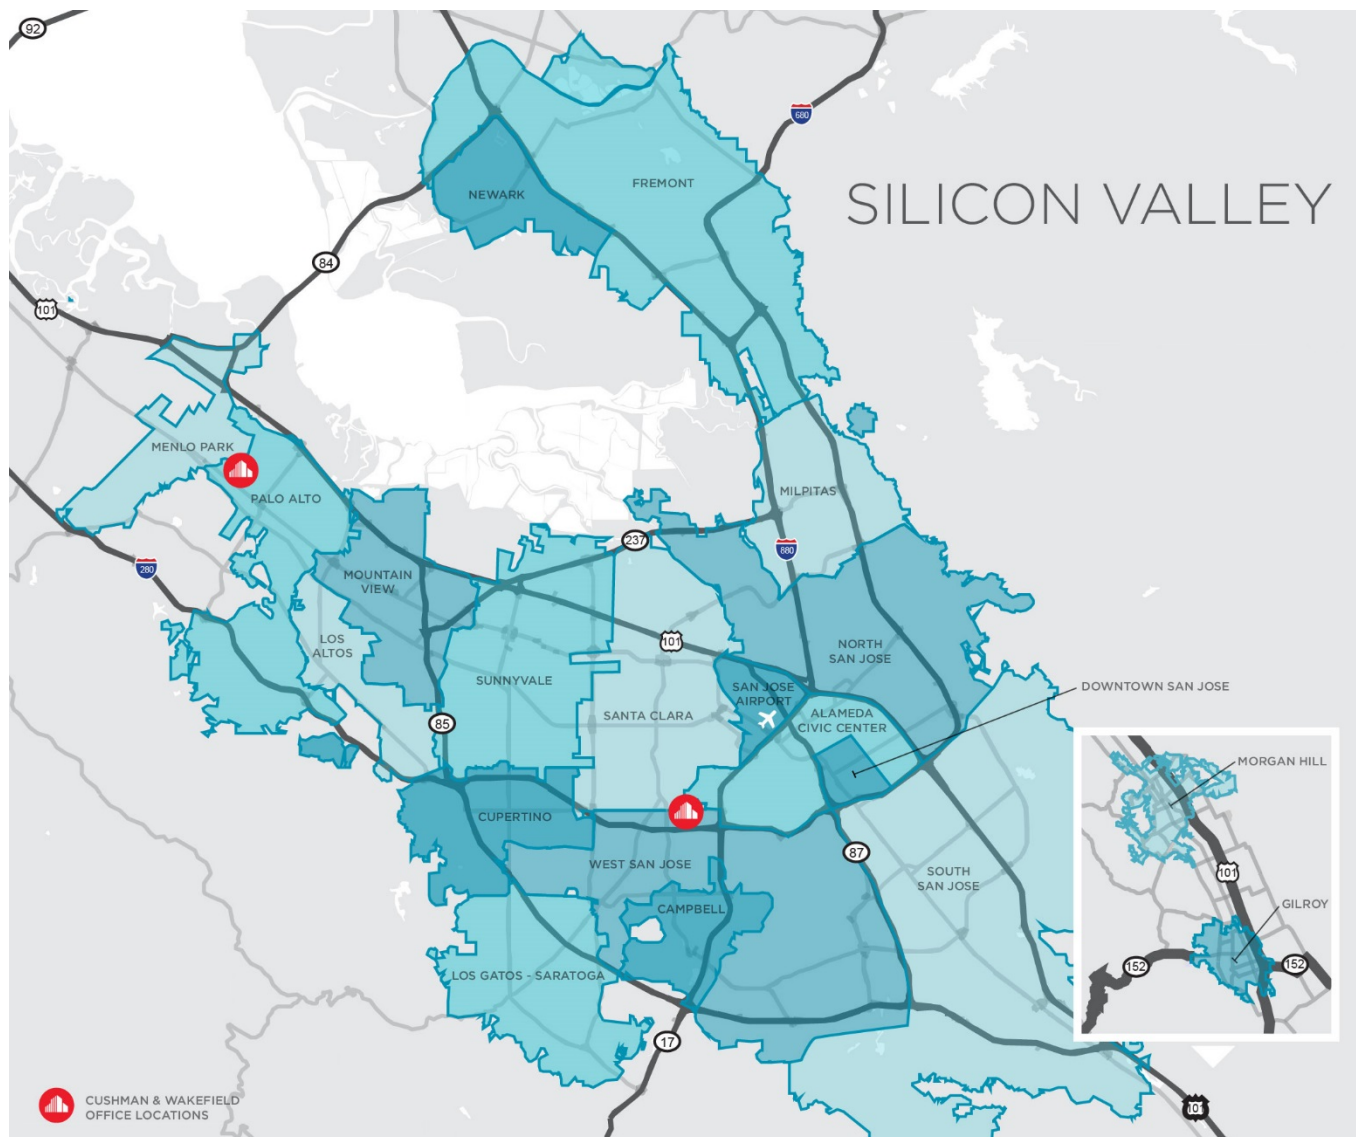 92
680
FREMONT
NEWARK
SILICON VALLEY
84
101
MENLO PARK
PALO ALTO
MILPITAS
237
880
280
MOUNTAIN
VIEW
LOS
ALTOS
101
NORTH
SAN JOSE
SUNNYVALE
SAN JOSE
AIRPORT
DOWNTOWN SAN JOSE
SANTA CLARA
ALAMEDA
CIVIC CENTER
85
MORGAN HILL
CUPERTINO
87
WEST SAN JOSE
SOUTH
SAN JOSE
101
CAMPBELL
GILROY
LOS GATOS - SARATOGA
152
152
17
CUSHMAN & WAKEFIELD
OFFICE LOCATIONS
101